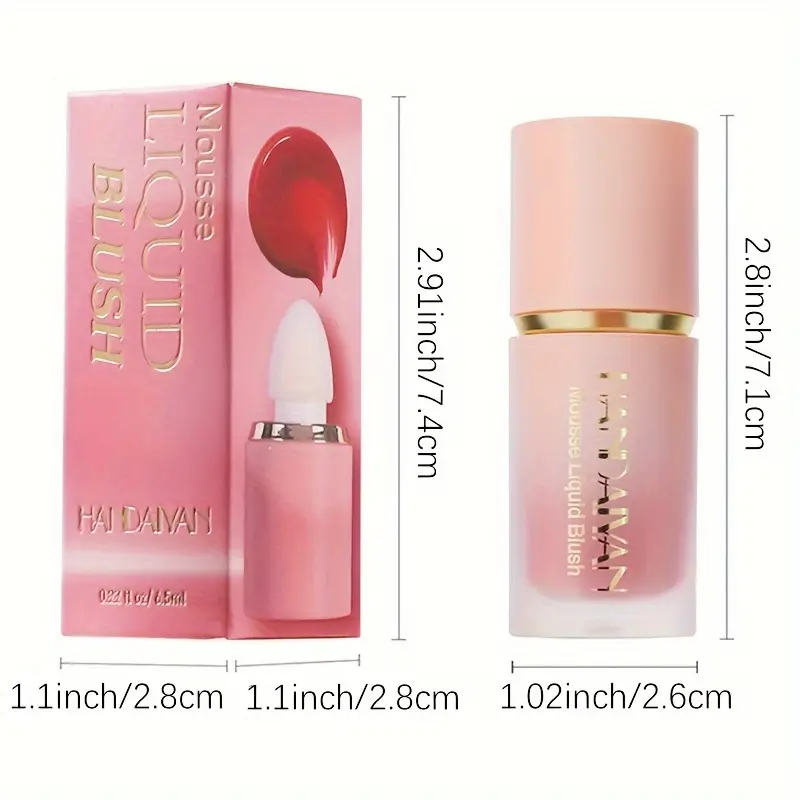 Mousse
LIQUID
BLUSH
HANDAIYAN
0.22 fl oz/ 6.5ml
2.91inch/7.4cm
1.1inch/2.8cm
1.1inch/2.8cm
HANDAIYAN
Mousse Liquid Blush
2.8inch/7.1cm
1.02inch/2.6cm